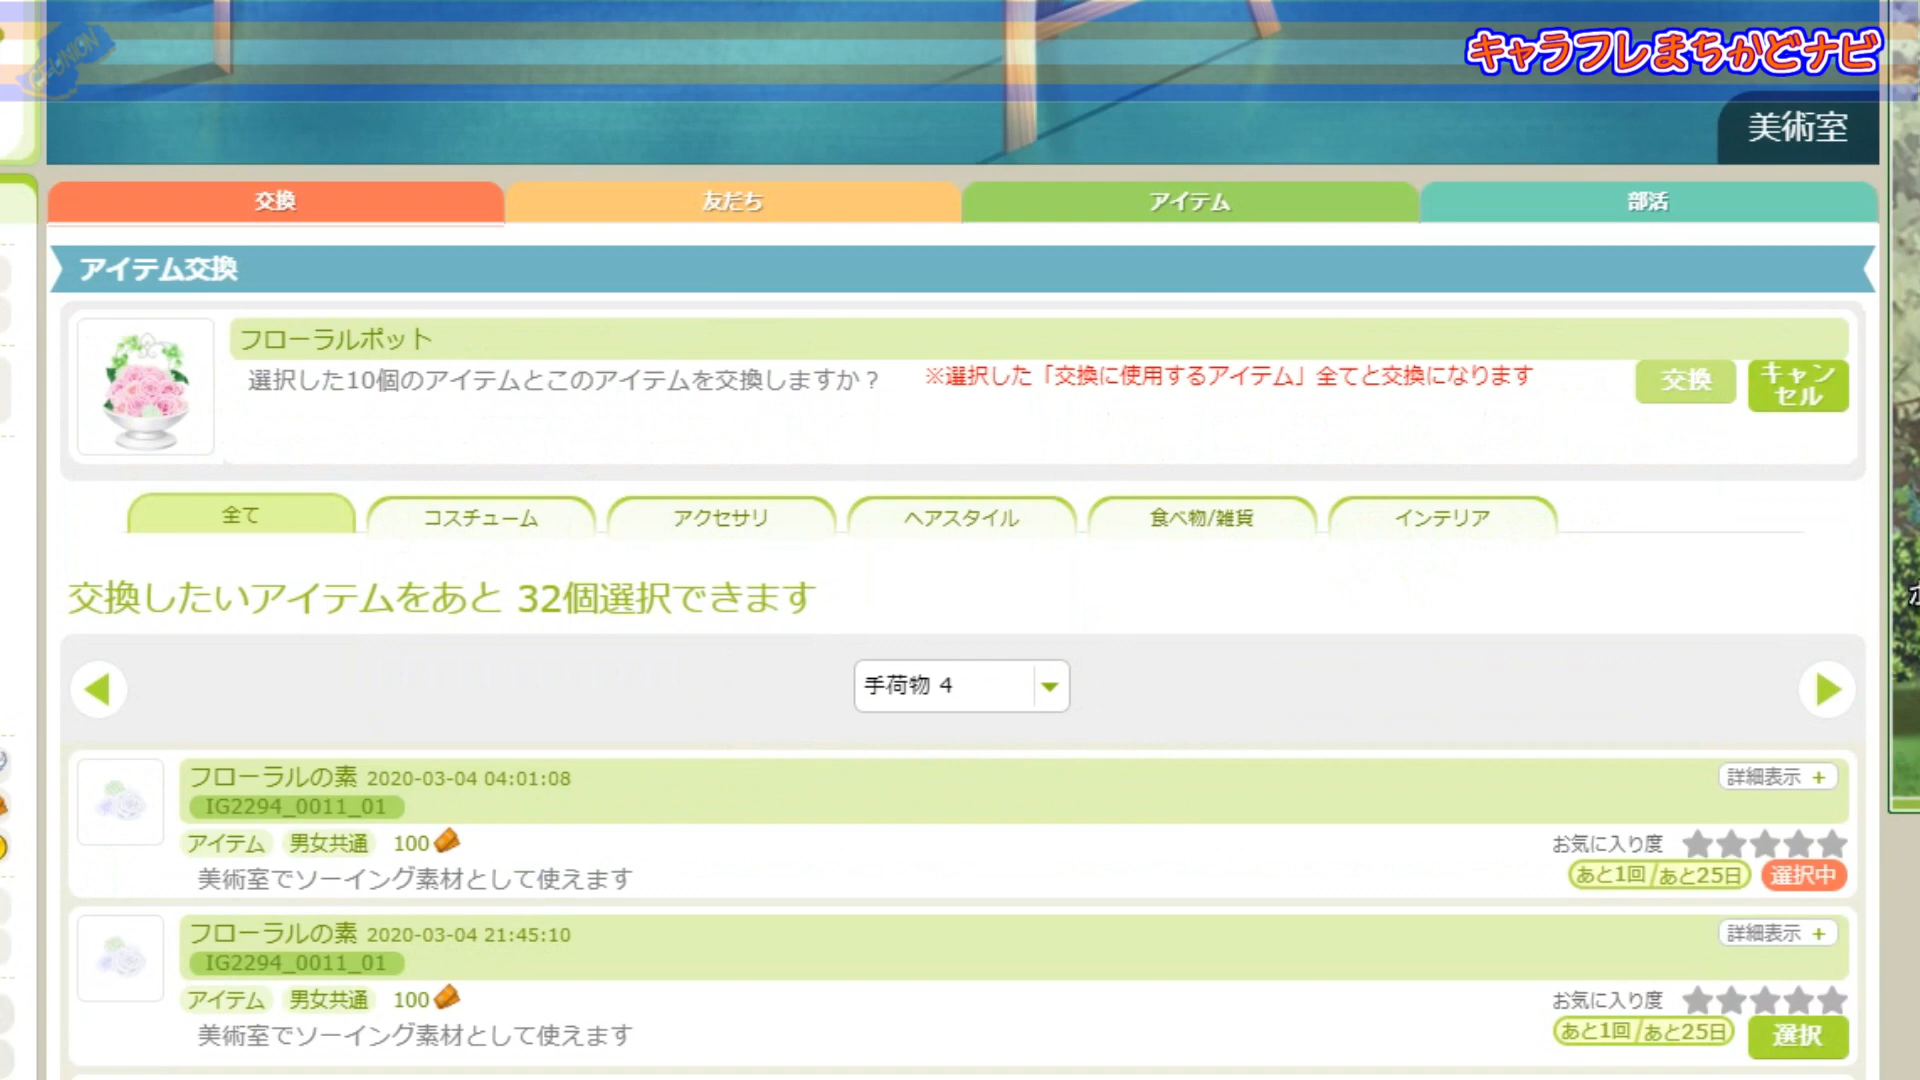 キャラフレまちかどナビ
美術室
交換 友だち アイテム 部活
アイテム交換
フローラルポット
選択した10個のアイテムとこのアイテムを交換しますか？ ※選択した「交換に使用するアイテム」全てと交換になります 交換 キャン
セル
全て コスチューム アクセサリ ヘアスタイル 食べ物/雑貨 インテリア
交換したいアイテムをあと 32個選択できます
手荷物 4
フローラルの素 2020-03-04 04:01:08 詳細表示 +
IG2294_0011_01
アイテム 男女共通 100 お気に入り度
美術室でソーイング素材として使えます あと1回/あと25日 選択中
フローラルの素 2020-03-04 21:45:10 詳細表示 +
IG2294_0011_01
アイテム 男女共通 100 お気に入り度
美術室でソーイング素材として使えます あと1回/あと25日 選択